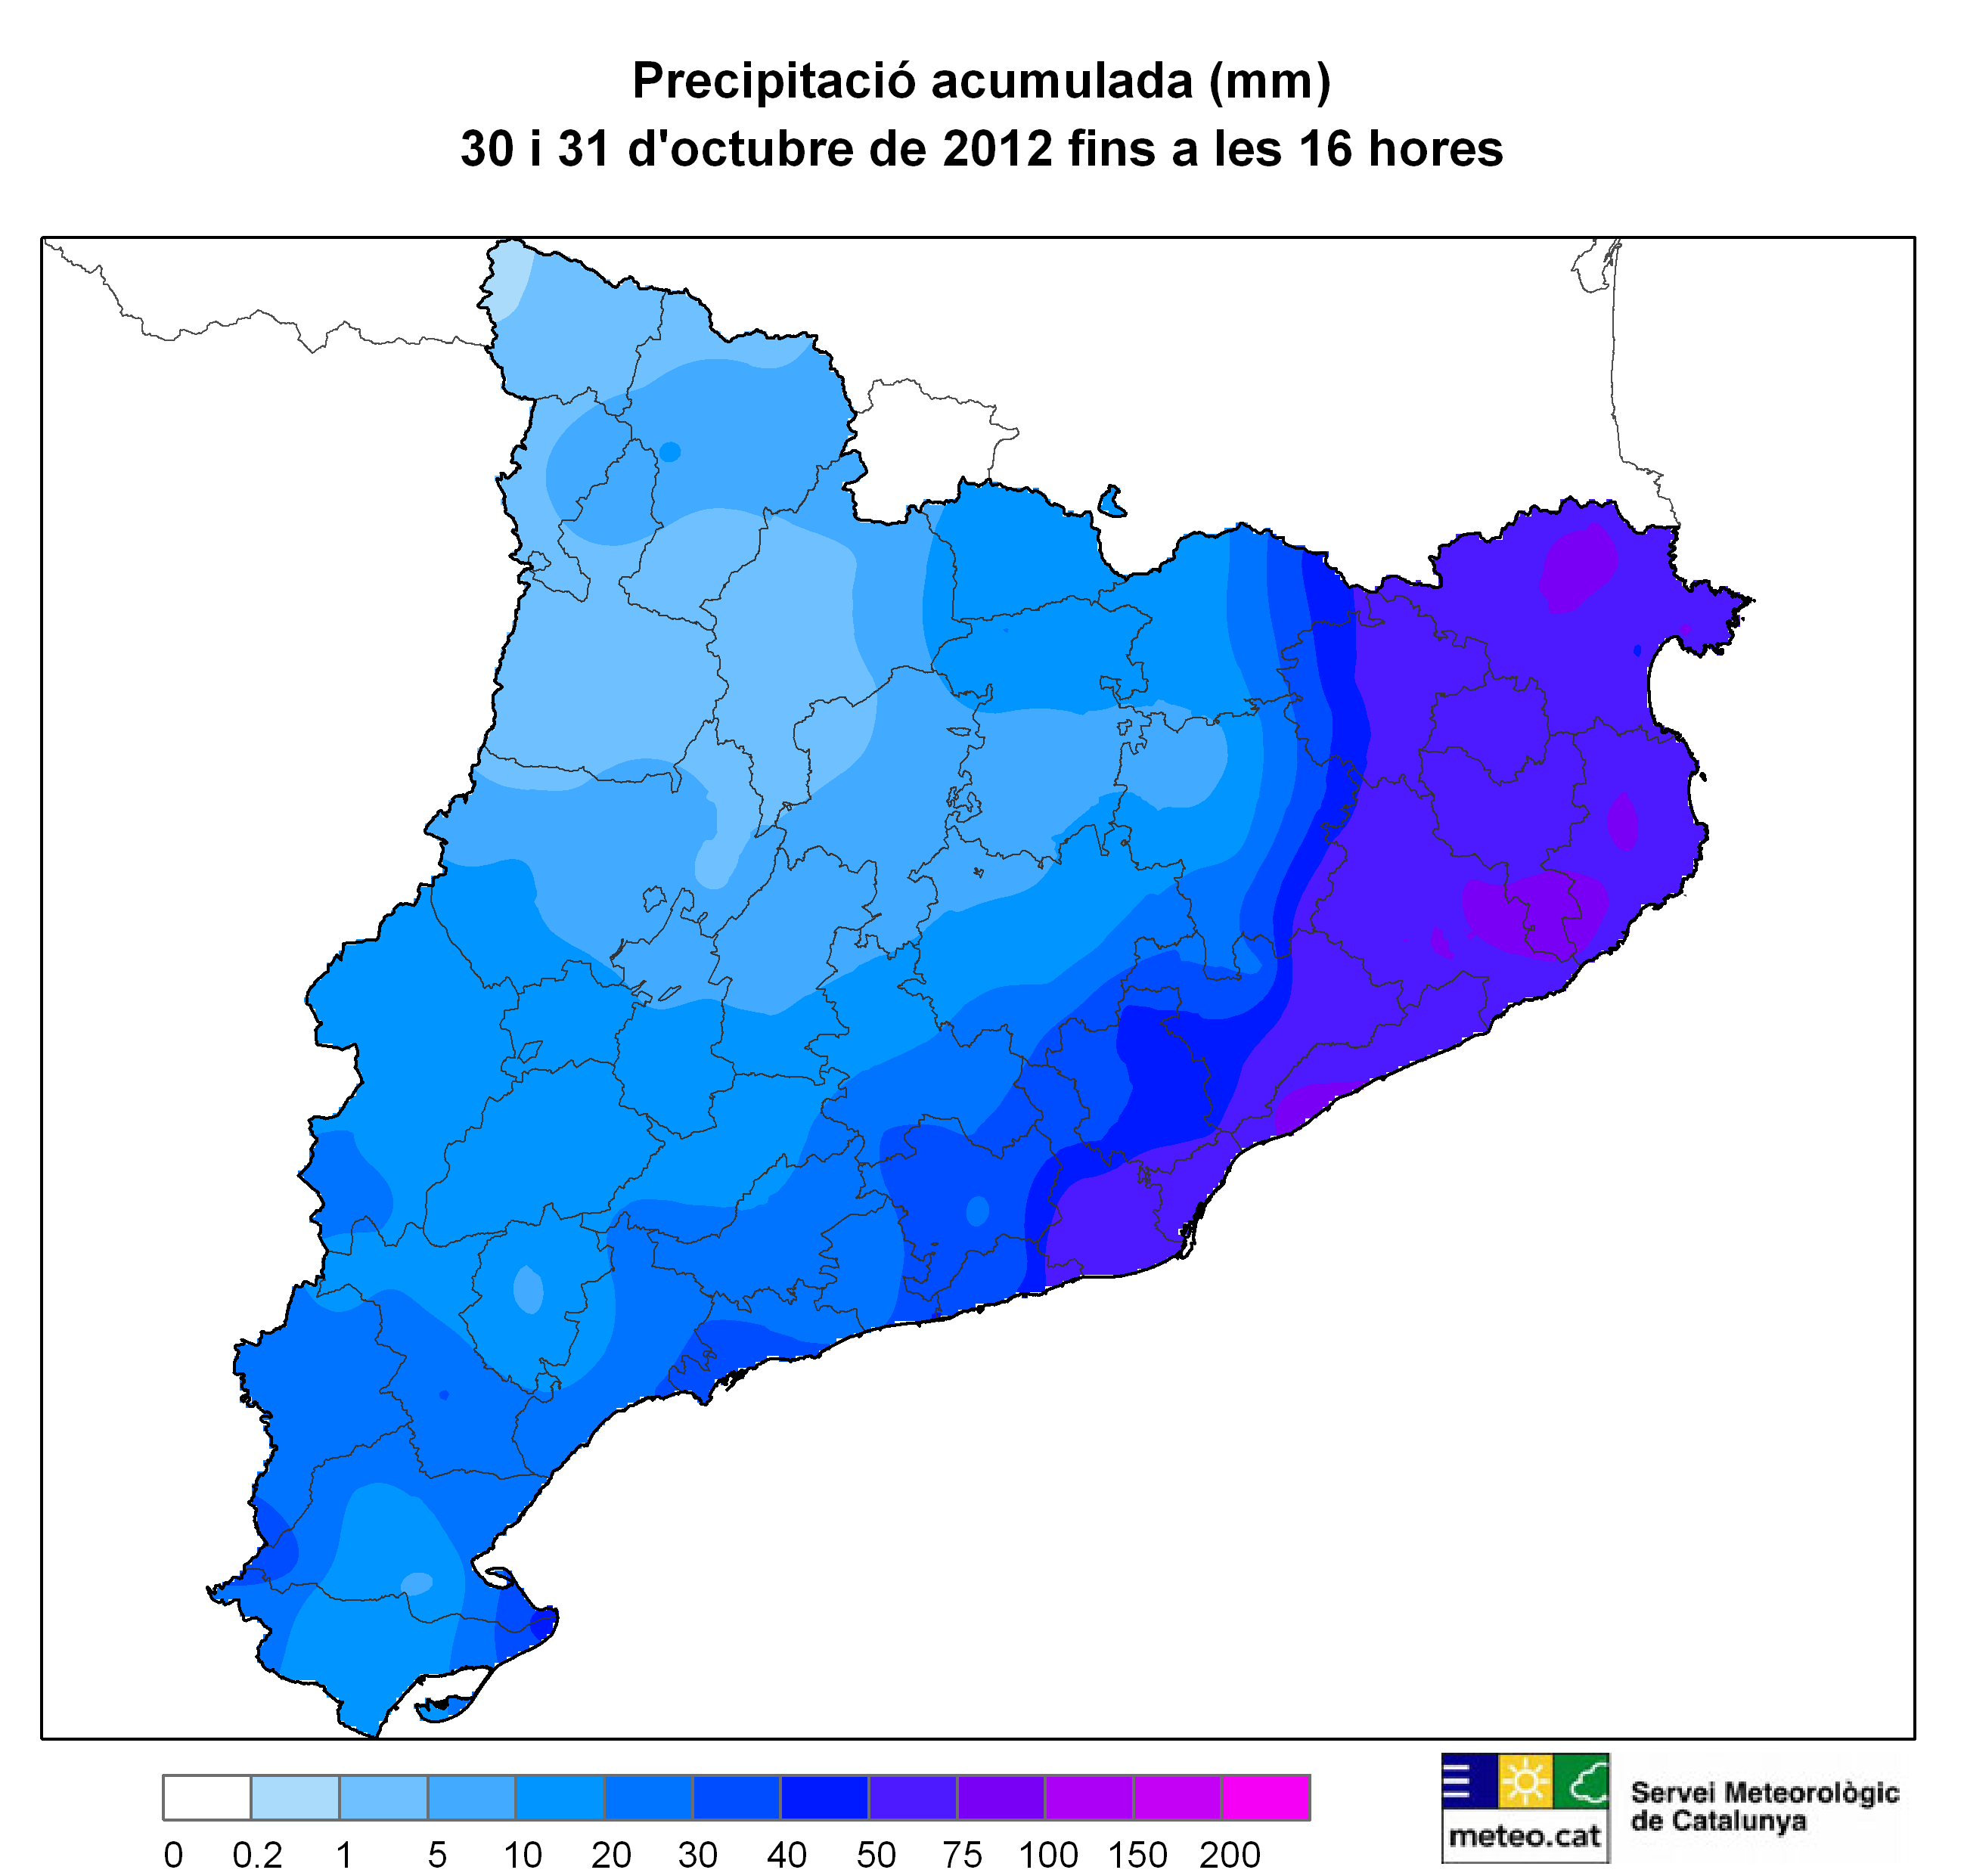 Precipitació acumulada (mm)
30 i 31 d'octubre de 2012 fins a les 16 hores
0 0.2 1 5 10 20 30 40 50 75 100 150 200
meteo.cat
Servei Meteorològic
de Catalunya